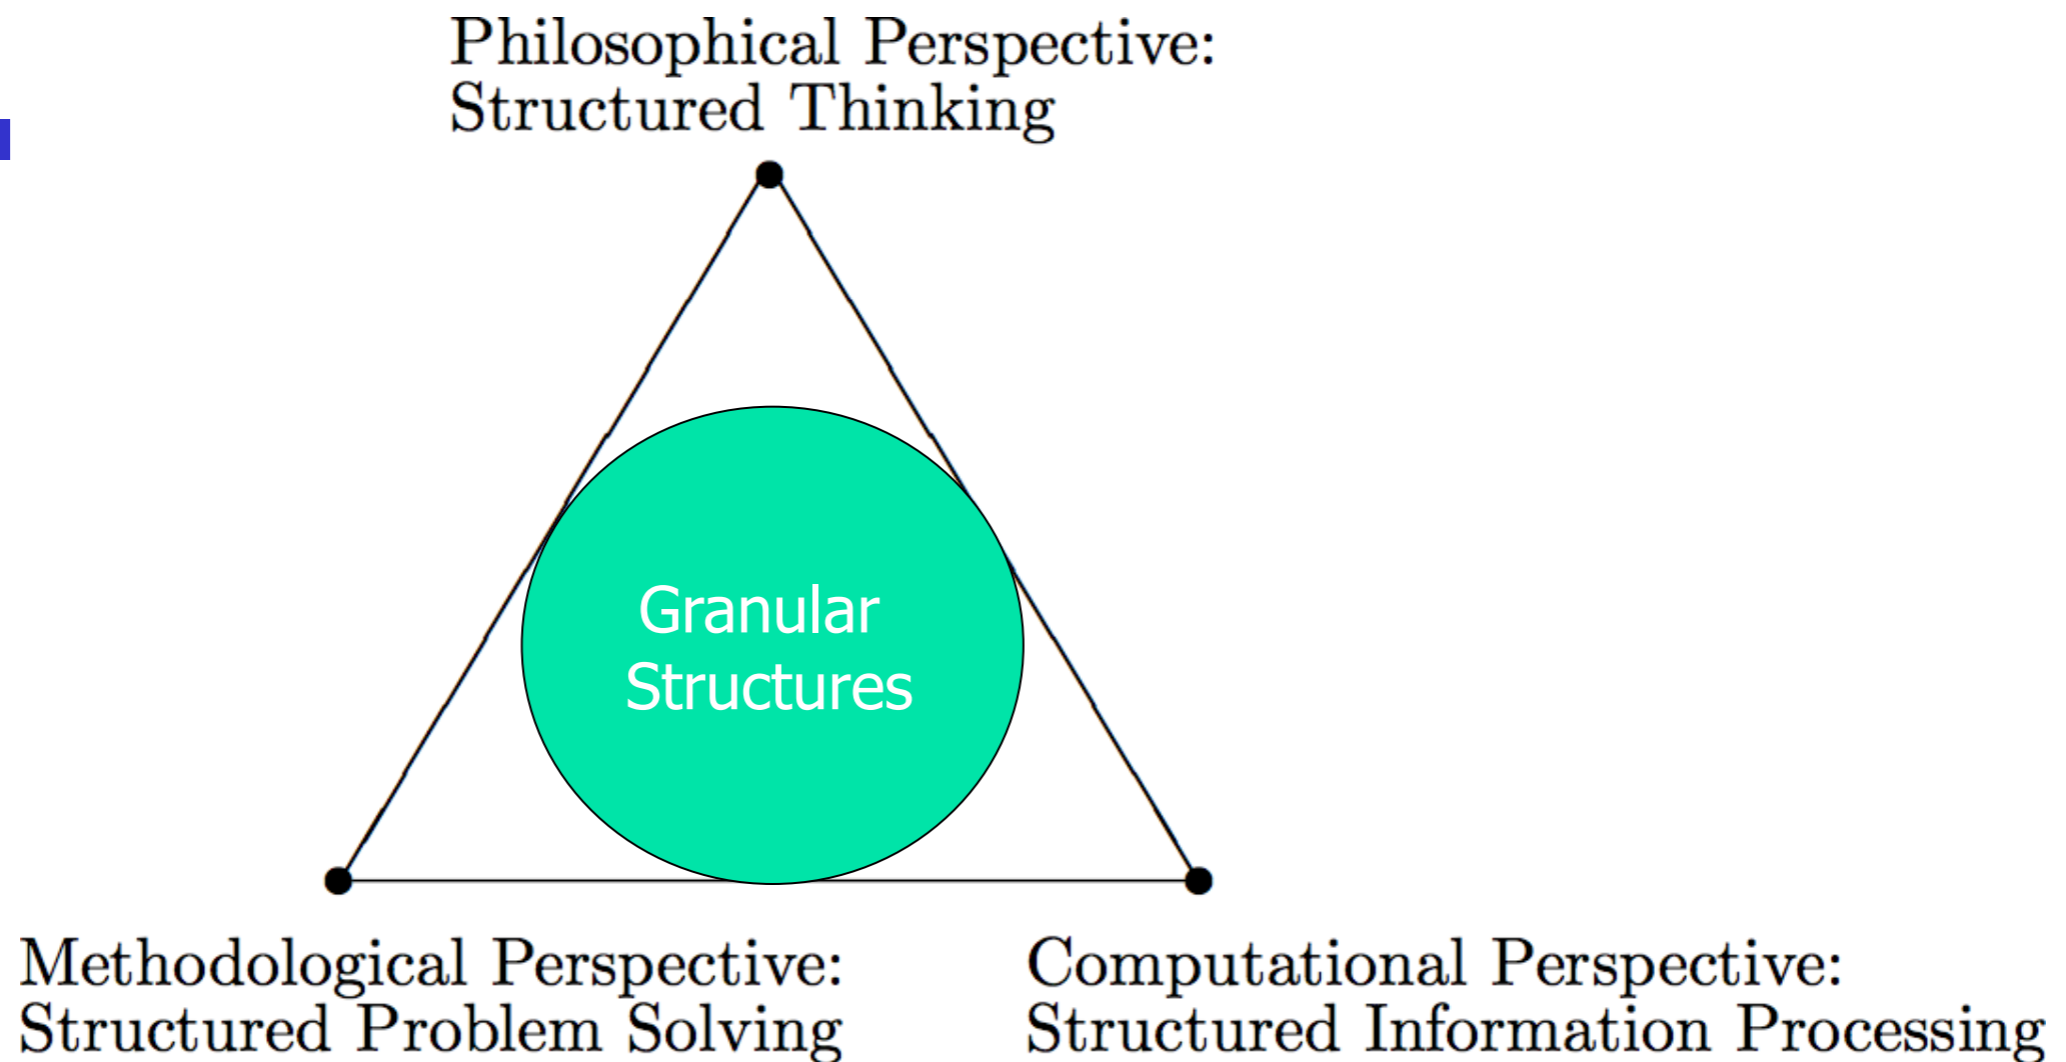 Philosophical Perspective:
Structured Thinking
Granular
Structures
Methodological Perspective:
Structured Problem Solving
Computational Perspective:
Structured Information Processing